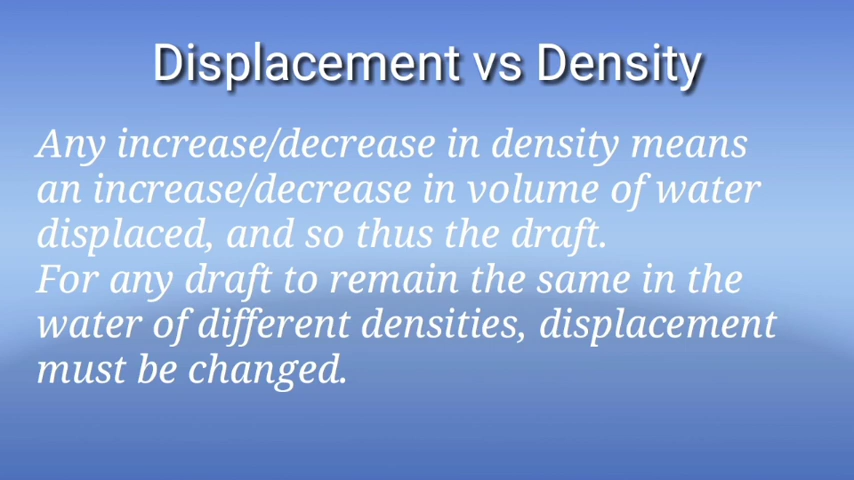 Displacement vs Density
Any increase/decrease in density means
an increase/decrease in volume of water
displaced, and so thus the draft.
For any draft to remain the same in the
water of different densities, displacement
must be changed.